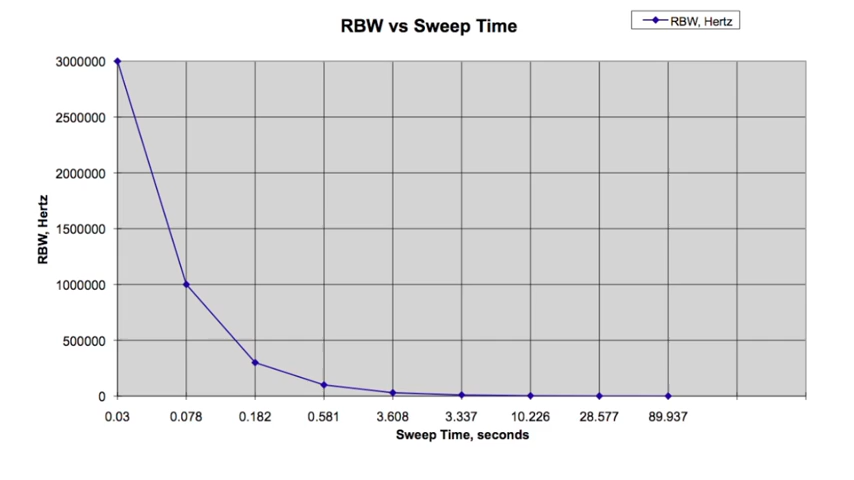 RBW vs Sweep Time
RBW, Hertz
3000000
2500000
2000000
1500000
1000000
500000
0
RBW, Hertz
0.03 0.078 0.182 0.581 3.608 3.337 10.226 28.577 89.937
Sweep Time, seconds